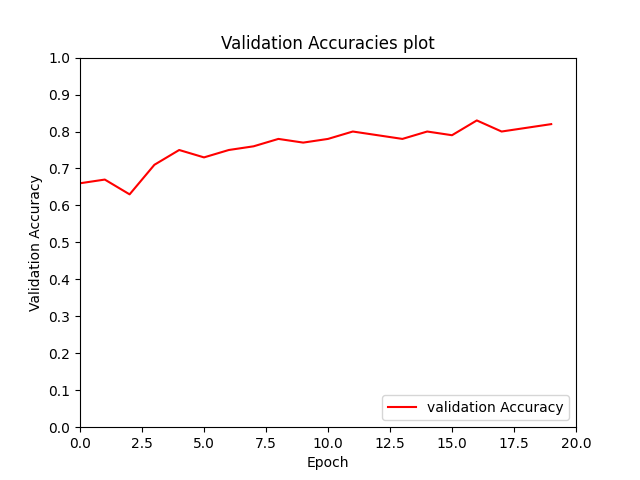 Validation Accuracies plot
1.0
0.9
0.8
0.7
0.6
0.5
0.4
0.3
0.2
0.1
0.0
Validation Accuracy
validation Accuracy
0.0 2.5 5.0 7.5 10.0 12.5 15.0 17.5 20.0
Epoch